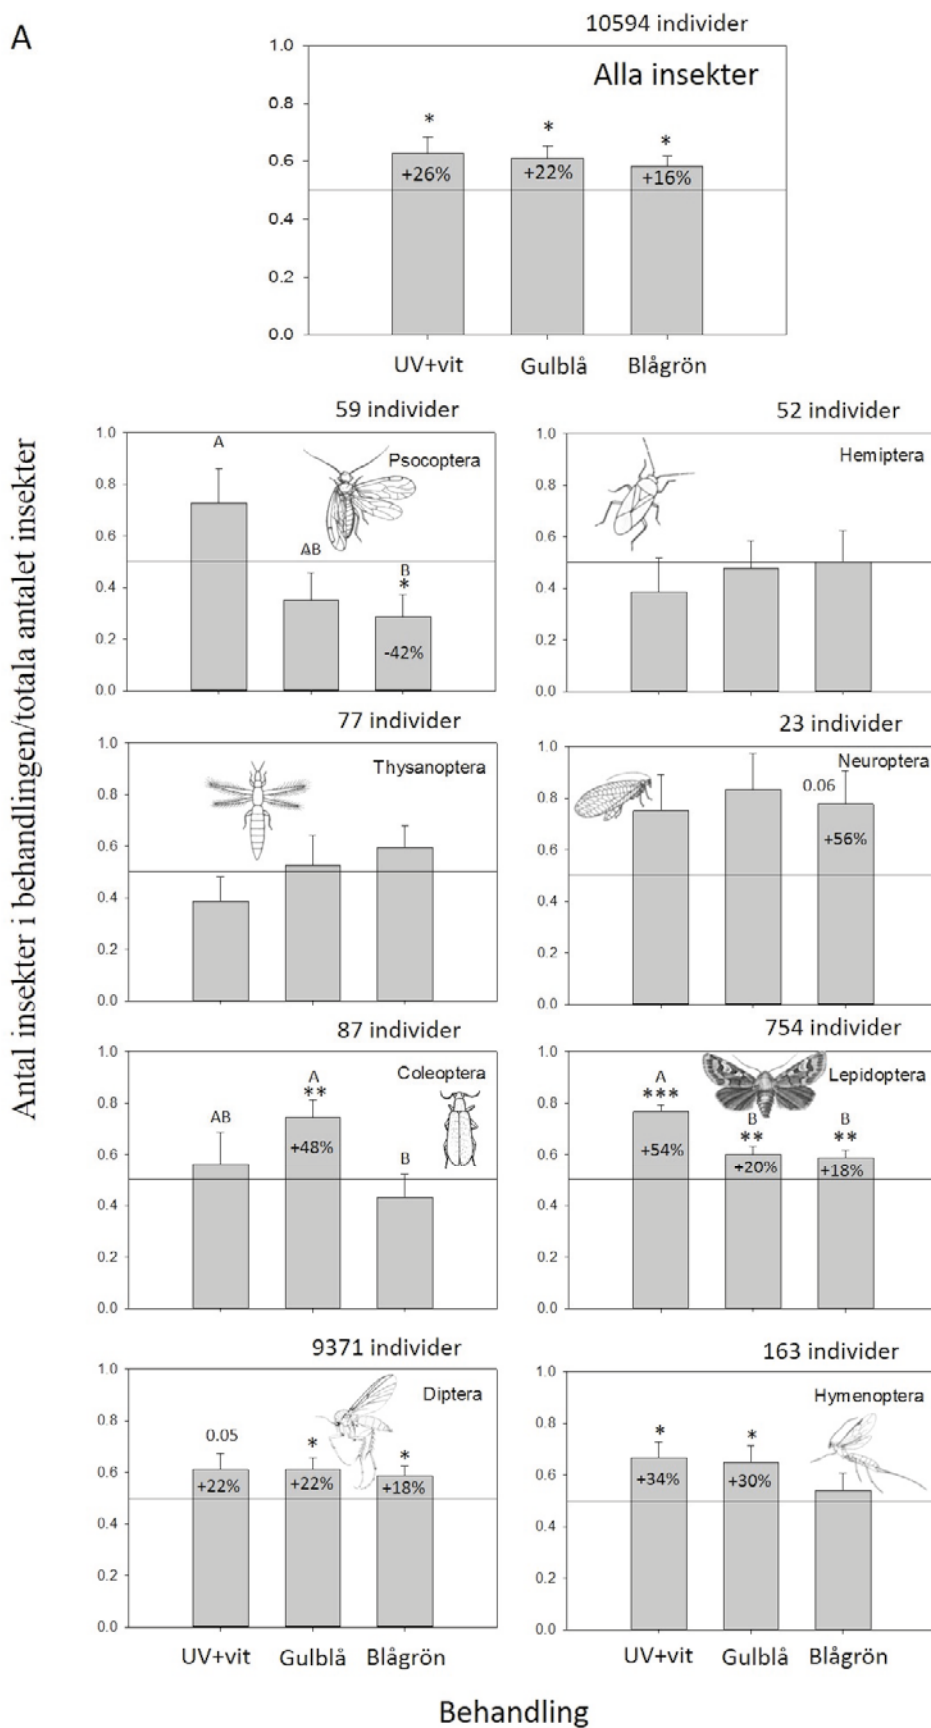 A
10594 individer
Alla insekter
1.0
0.8
0.6
0.4
0.2
0.0
*
*
*
+26%
+22%
+16%
UV+vit
Gulblå
Blågrön
Antal insekter i behandlingen/totala antalet insekter
59 individer
Psocoptera
1.0
0.8
0.6
0.4
0.2
0.0
A
AB
B
*
-42%
52 individer
Hemiptera
1.0
0.8
0.6
0.4
0.2
0.0
77 individer
Thysanoptera
1.0
0.8
0.6
0.4
0.2
0.0
23 individer
Neuroptera
1.0
0.8
0.6
0.4
0.2
0.0
0.06
+56%
87 individer
Coleoptera
1.0
0.8
0.6
0.4
0.2
0.0
AB
A
**
+48%
B
754 individer
Lepidoptera
1.0
0.8
0.6
0.4
0.2
0.0
A
***
+54%
B
**
+20%
B
**
+18%
9371 individer
Diptera
1.0
0.8
0.6
0.4
0.2
0.0
0.05
*
*
+22%
+22%
+18%
UV+vit
Gulblå
Blågrön
163 individer
Hymenoptera
1.0
0.8
0.6
0.4
0.2
0.0
*
*
+34%
+30%
UV+vit
Gulblå
Blågrön
Behandling